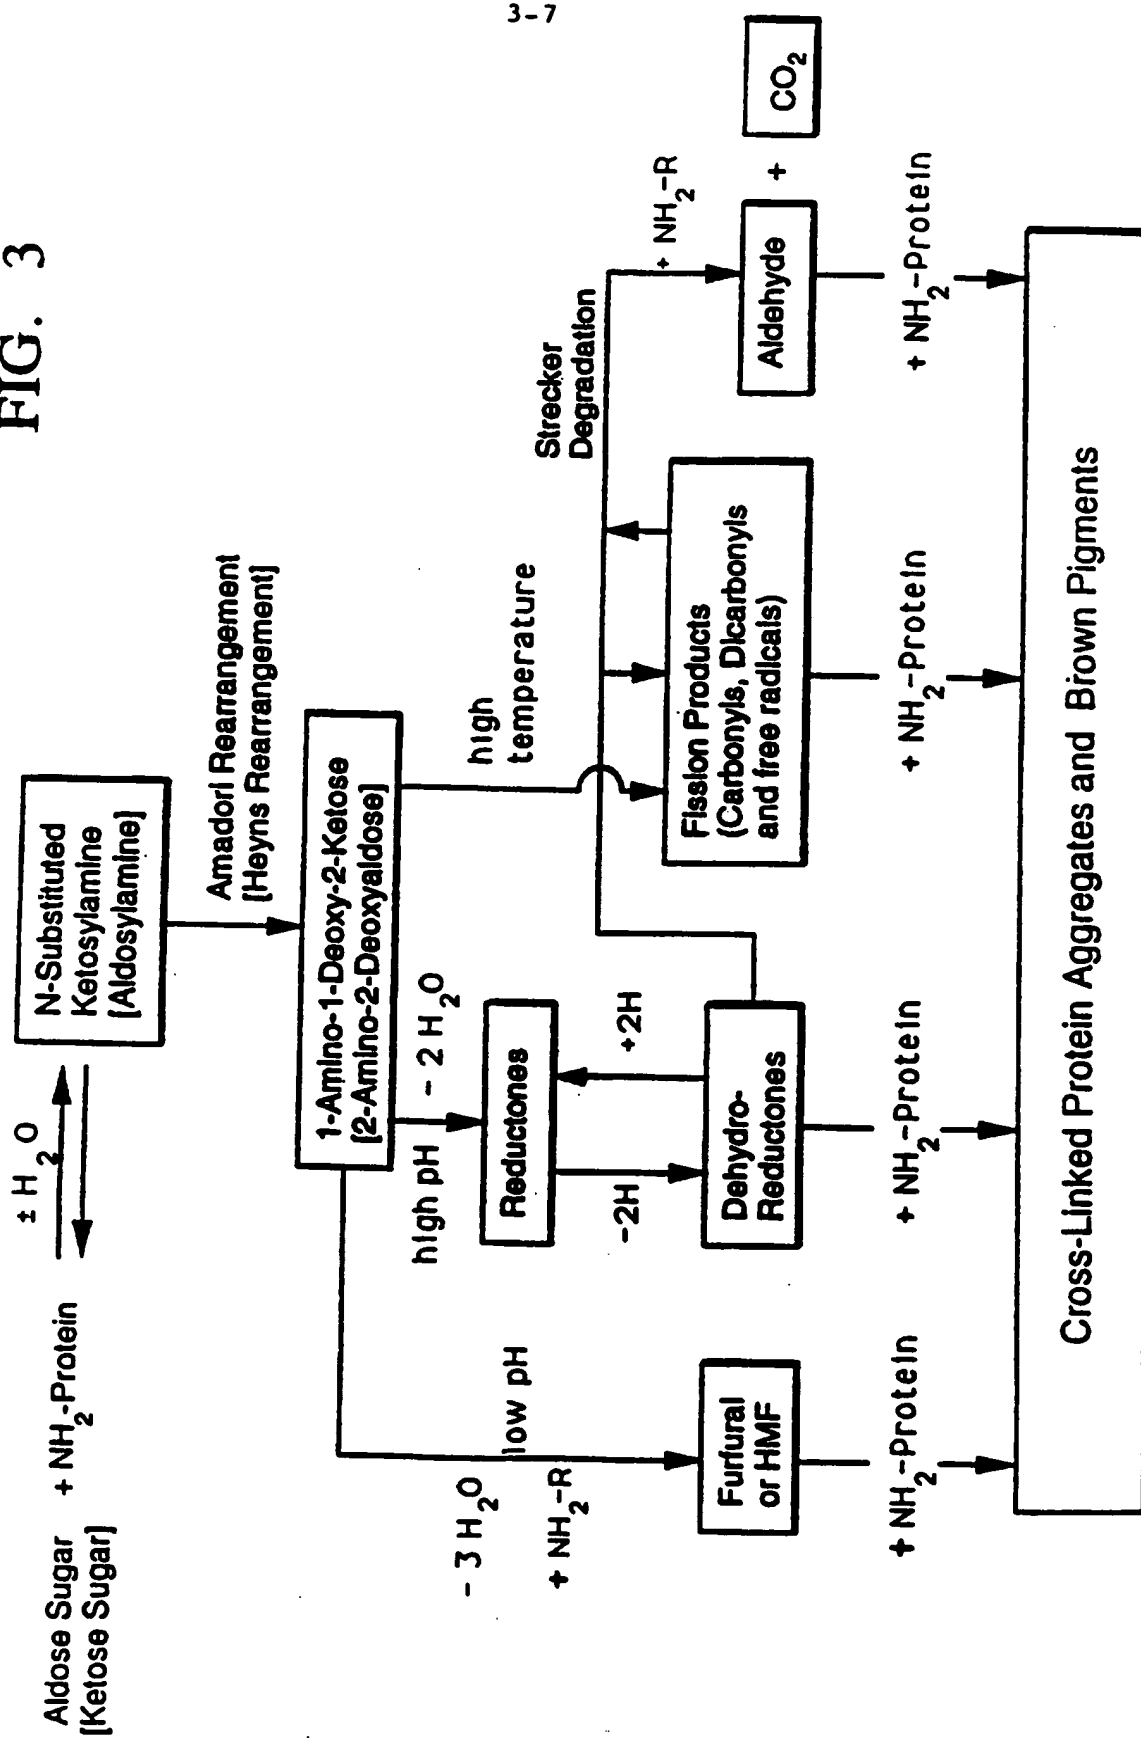 3-7
FIG. 3
Aldose Sugar + NH2-Protein
[Ketose Sugar]
± H2O
N-Substituted
Ketosylamine
[Aldosylamine]
Amadori Rearrangement
[Heyns Rearrangement]
1-Amino-1-Deoxy-2-Ketose
[2-Amino-2-Deoxyaldose]
- 3 H2O
low pH
+ NH2-R
high pH
- 2 H2O
high
temperature
Reductones
-2H
+2H
Strecker
Degradation
+ NH2-R
Furfural
or HMF
Dehydro-
Reductones
Fission Products
(Carbonyls, Dicarbonyls
and free radicals)
Aldehyde
+
CO2
+ NH2-Protein
+ NH2-Protein
+ NH2-Protein
+ NH2-Protein
Cross-Linked Protein Aggregates and Brown Pigments